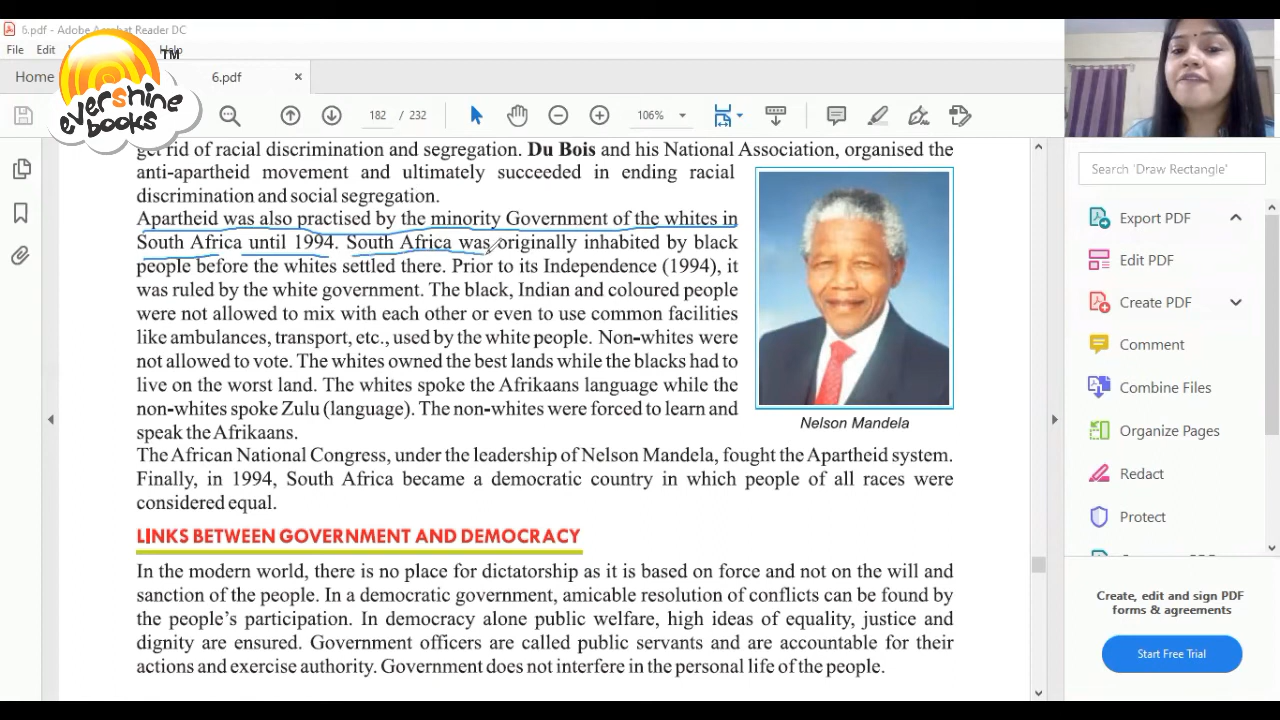 6.pdf - Adobe Acrobat Reader DC
File Edit Help
Home 6.pdf ×
TM
evershine
books
182 / 232 106%
get rid of racial discrimination and segregation. Du Bois and his National Association, organised the
anti-apartheid movement and ultimately succeeded in ending racial
discrimination and social segregation.
Apartheid was also practised by the minority Government of the whites in
South Africa until 1994. South Africa was originally inhabited by black
people before the whites settled there. Prior to its Independence (1994), it
was ruled by the white government. The black, Indian and coloured people
were not allowed to mix with each other or even to use common facilities
like ambulances, transport, etc., used by the white people. Non-whites were
not allowed to vote. The whites owned the best lands while the blacks had to
live on the worst land. The whites spoke the Afrikaans language while the
non-whites spoke Zulu (language). The non-whites were forced to learn and
speak the Afrikaans.
Nelson Mandela
The African National Congress, under the leadership of Nelson Mandela, fought the Apartheid system.
Finally, in 1994, South Africa became a democratic country in which people of all races were
considered equal.
LINKS BETWEEN GOVERNMENT AND DEMOCRACY
In the modern world, there is no place for dictatorship as it is based on force and not on the will and
sanction of the people. In a democratic government, amicable resolution of conflicts can be found by
the people's participation. In democracy alone public welfare, high ideas of equality, justice and
dignity are ensured. Government officers are called public servants and are accountable for their
actions and exercise authority. Government does not interfere in the personal life of the people.
Search 'Draw Rectangle'
Export PDF
Edit PDF
Create PDF
Comment
Combine Files
Organize Pages
Redact
Protect
Create, edit and sign PDF
forms & agreements
Start Free Trial